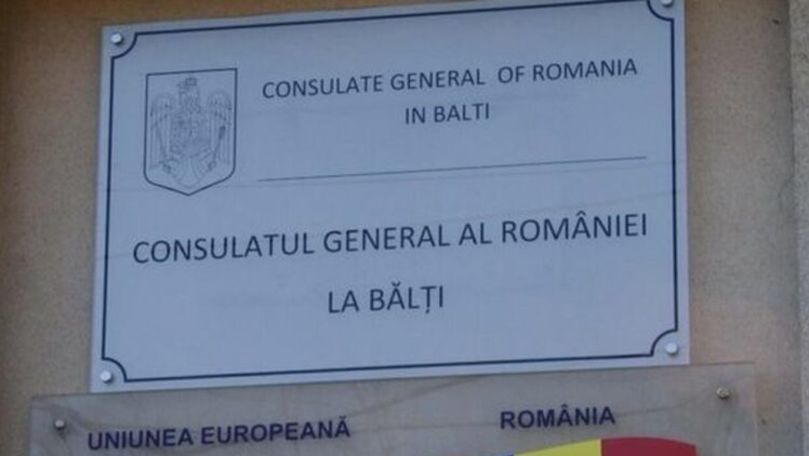 CONSULATE GENERAL OF ROMANIA
IN BALTI
CONSULATUL GENERAL AL ROMÂNIEI
LA BĂLȚI
UNIUNEA EUROPEANĂ
ROMÂNIA